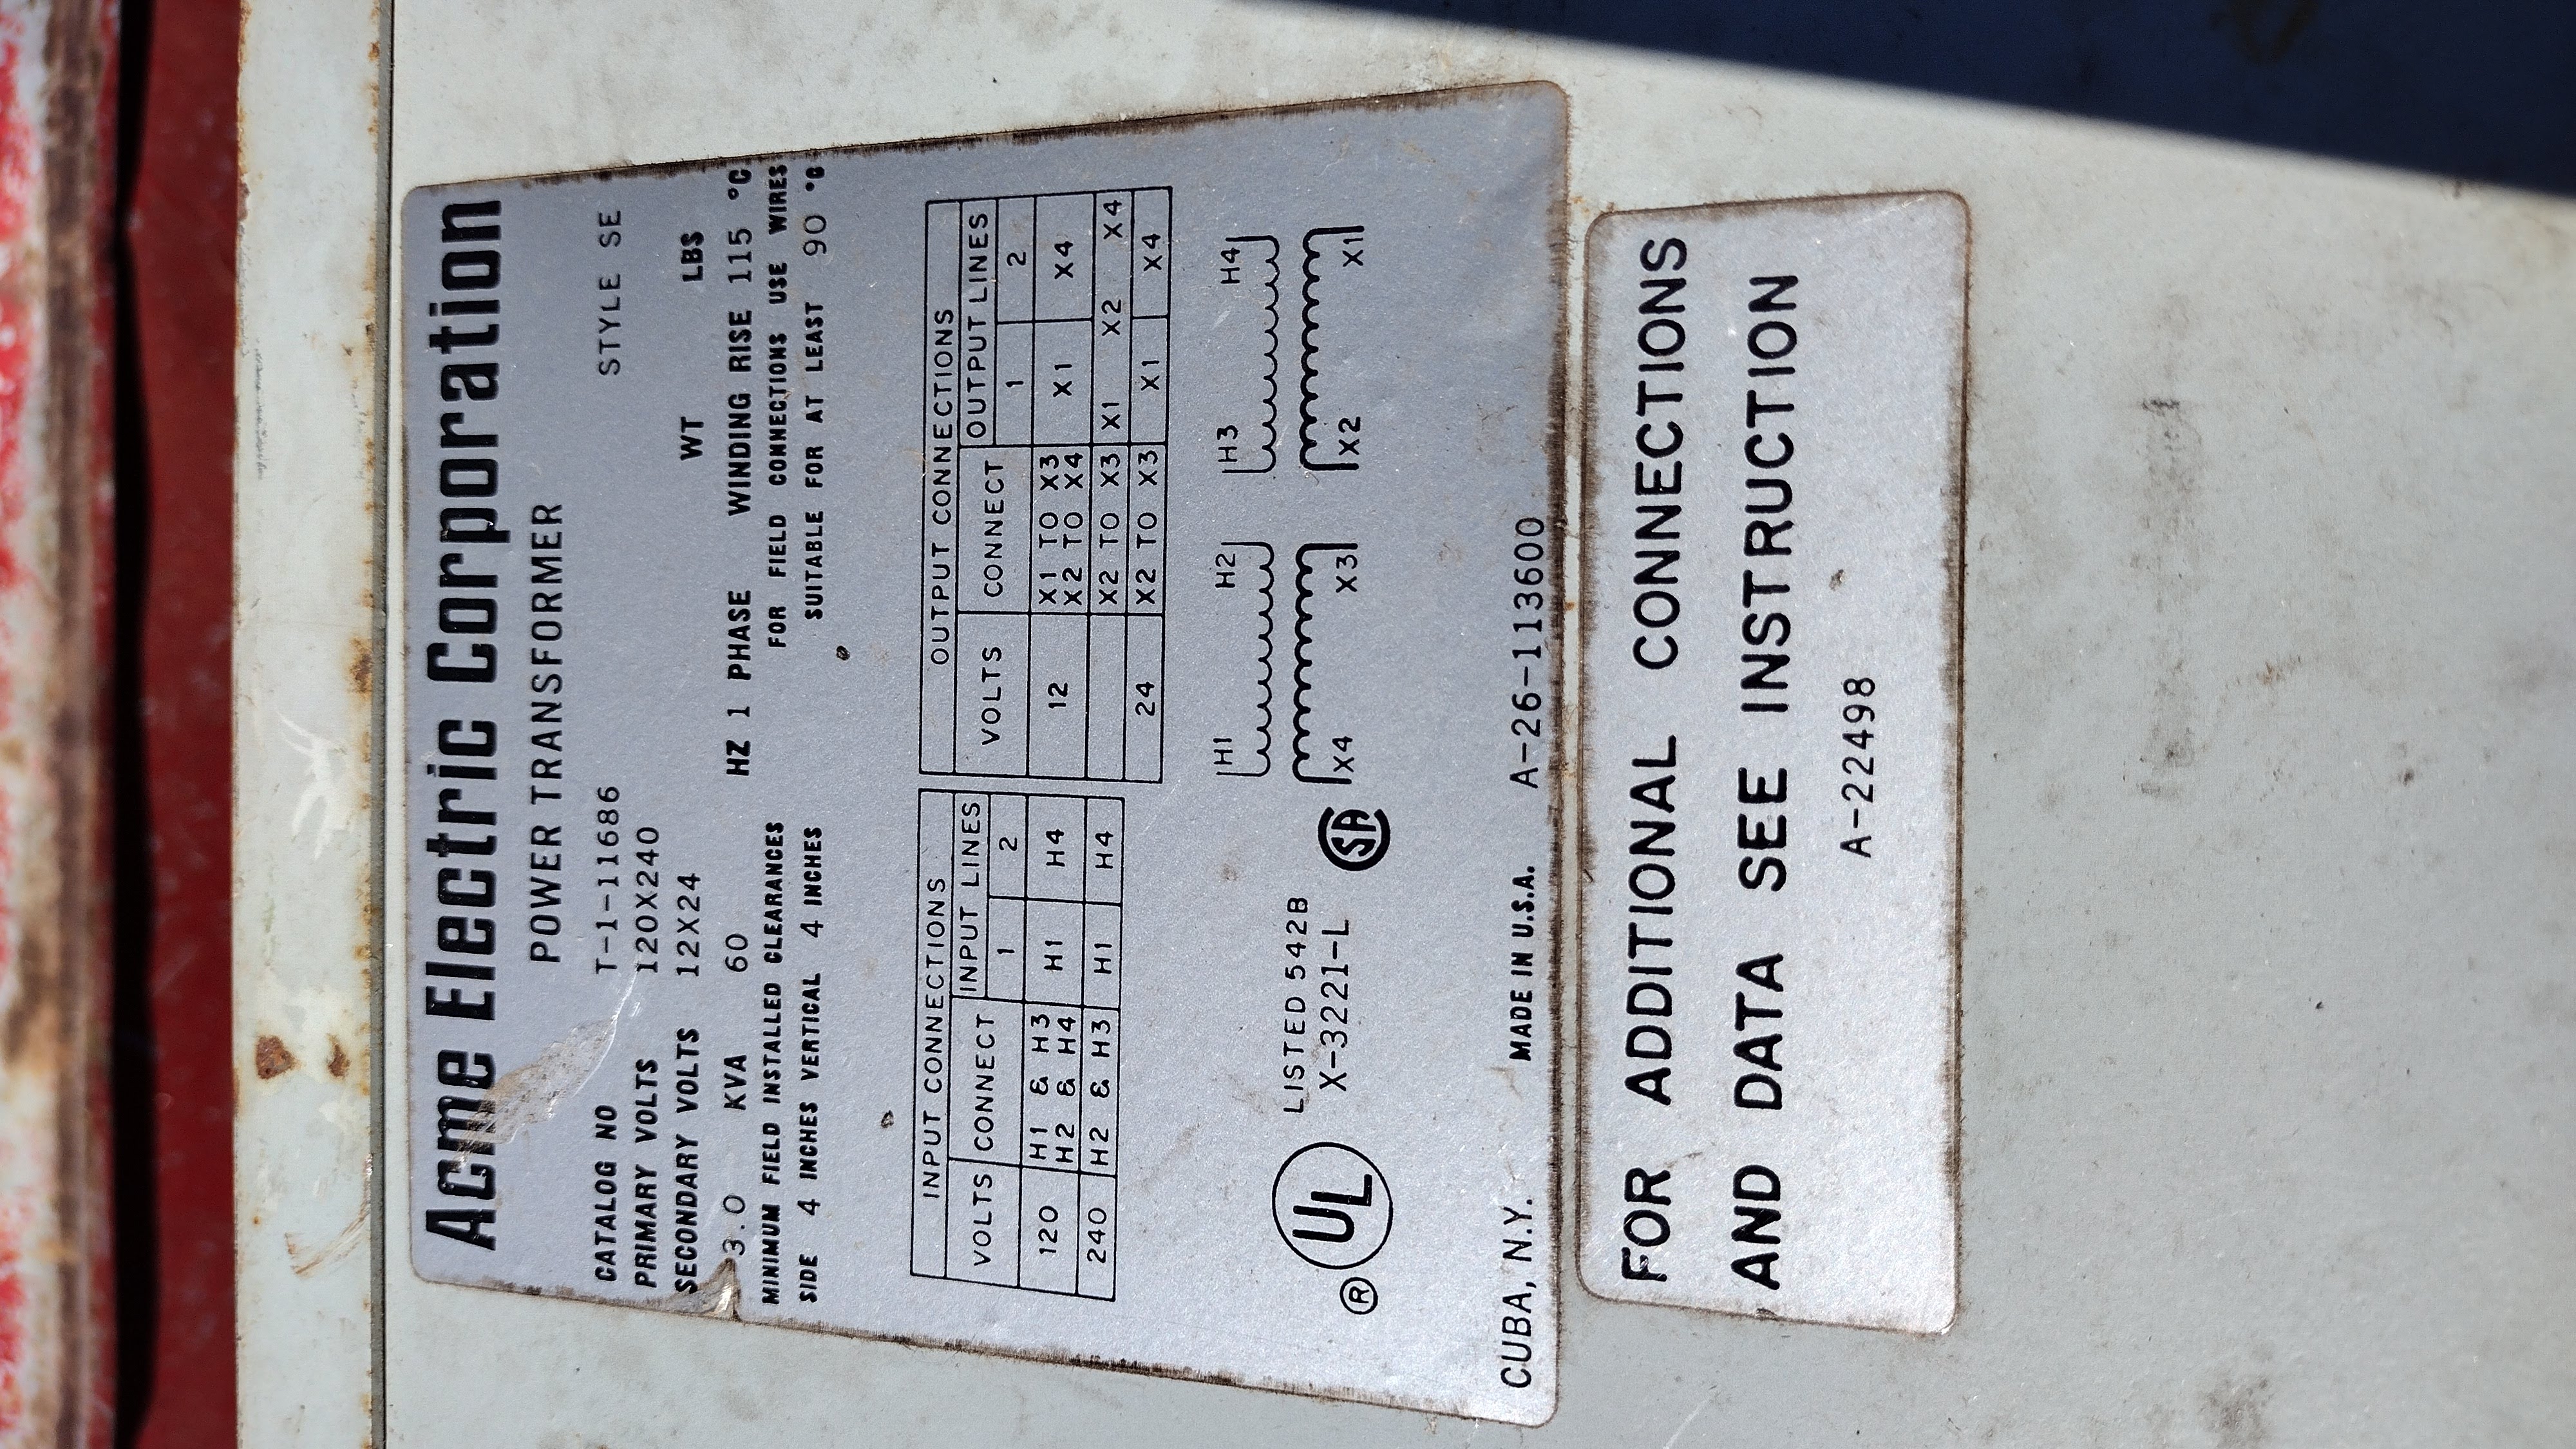 Acme Electric Corporation
POWER TRANSFORMER
CATALOG NO T-1-11686 STYLE SE
PRIMARY VOLTS 120X240
SECONDARY VOLTS 12X24 WT LBS
3.0 KVA 60 HZ 1 PHASE WINDING RISE 115 °C
MINIMUM FIELD INSTALLED CLEARANCES FOR FIELD CONNECTIONS USE WIRES
SIDE 4 INCHES VERTICAL 4 INCHES SUITABLE FOR AT LEAST 90 °C
INPUT CONNECTIONS
VOLTS CONNECT INPUT LINES
1 2
120 H1 & H3 H1 H4
H2 & H4
240 H2 & H3 H1 H4
OUTPUT CONNECTIONS
VOLTS CONNECT OUTPUT LINES
1 2
12 X1 TO X3 X1 X4
X2 TO X4
X2 TO X3 X1 X2 X4
24 X2 TO X3 X1 X4
H1 H2 H3 H4
X4 X3 X2 X1
® UL LISTED 542B
X-3221-L
SA
CUBA, N.Y. MADE IN U.S.A. A-26-113600
FOR ADDITIONAL CONNECTIONS
AND DATA SEE INSTRUCTION
A-22498